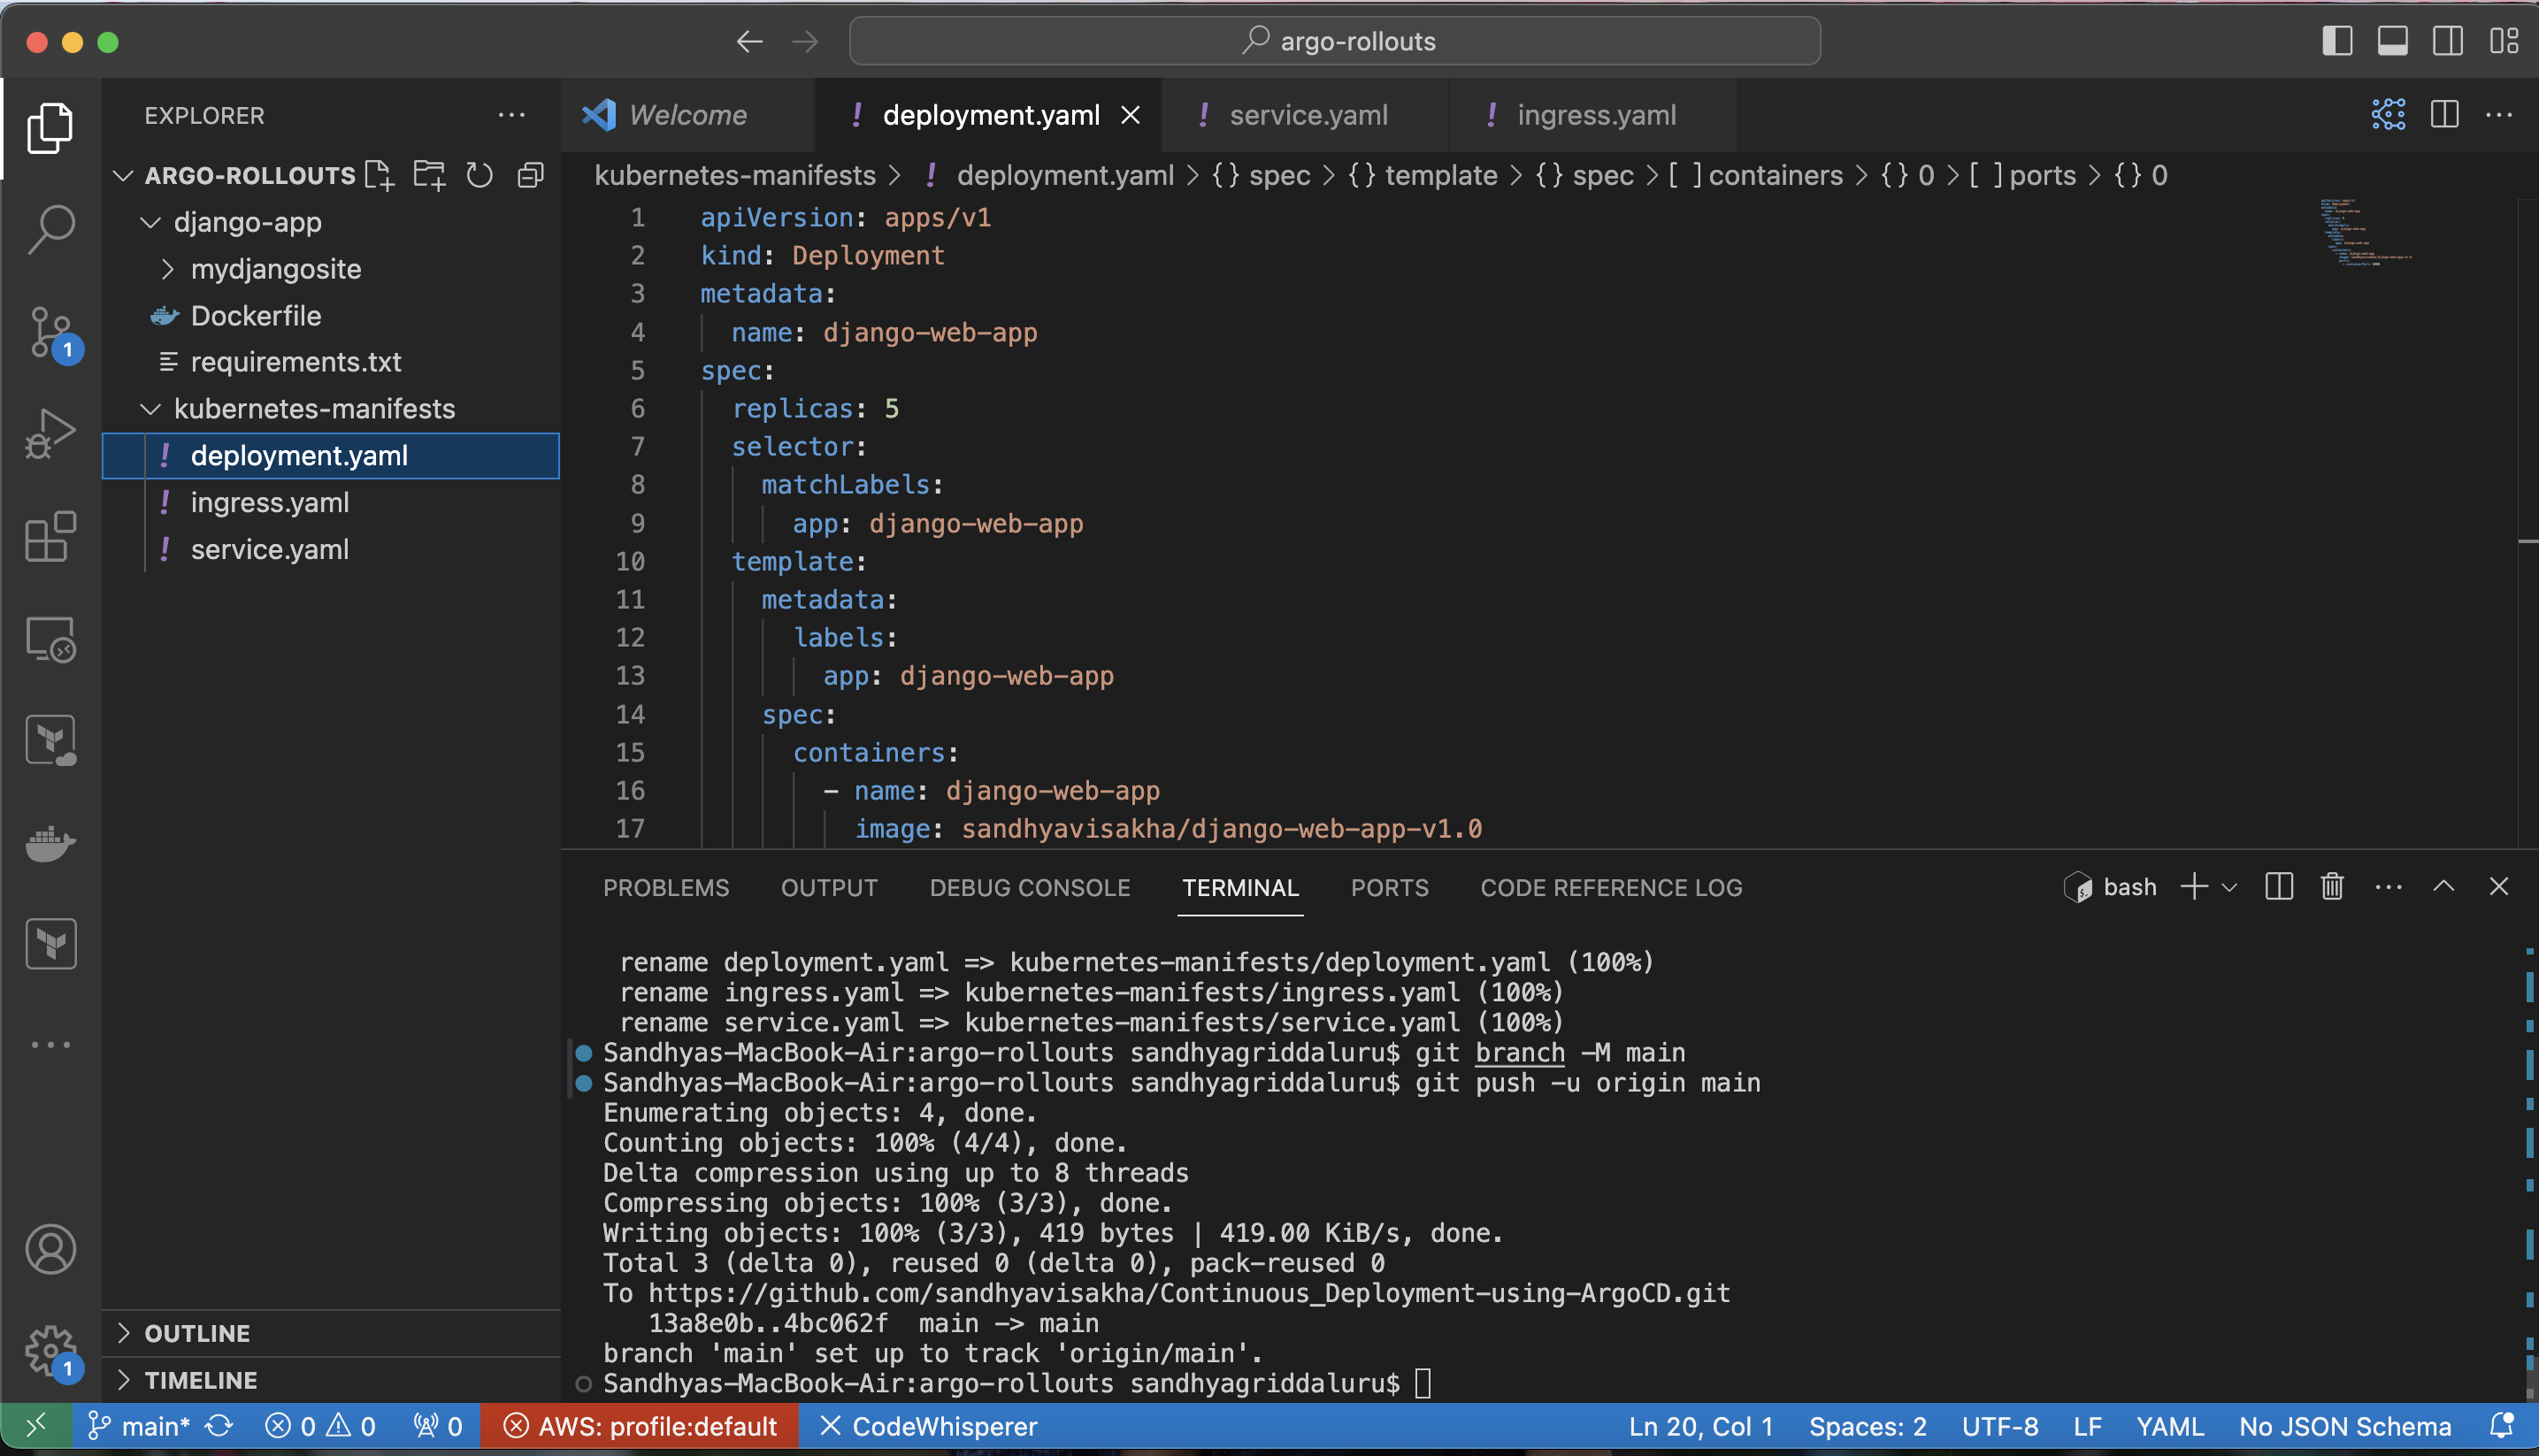 argo-rollouts
EXPLORER
ARGO-ROLLOUTS
django-app
mydjangosite
Dockerfile
requirements.txt
kubernetes-manifests
deployment.yaml
ingress.yaml
service.yaml
OUTLINE
TIMELINE
1
1
Welcome
deployment.yaml
service.yaml
ingress.yaml
kubernetes-manifests > ! deployment.yaml > {} spec > {} template > {} spec > [ ] containers > {} 0 > [ ] ports > {} 0
1 apiVersion: apps/v1
2 kind: Deployment
3 metadata:
4 name: django-web-app
5 spec:
6 replicas: 5
7 selector:
8 matchLabels:
9 app: django-web-app
10 template:
11 metadata:
12 labels:
13 app: django-web-app
14 spec:
15 containers:
16 - name: django-web-app
17 image: sandhyavisakha/django-web-app-v1.0
PROBLEMS OUTPUT DEBUG CONSOLE TERMINAL PORTS CODE REFERENCE LOG
bash
rename deployment.yaml => kubernetes-manifests/deployment.yaml (100%)
rename ingress.yaml => kubernetes-manifests/ingress.yaml (100%)
rename service.yaml => kubernetes-manifests/service.yaml (100%)
Sandhyas-MacBook-Air:argo-rollouts sandhyagriddaluru$ git branch -M main
Sandhyas-MacBook-Air:argo-rollouts sandhyagriddaluru$ git push -u origin main
Enumerating objects: 4, done.
Counting objects: 100% (4/4), done.
Delta compression using up to 8 threads
Compressing objects: 100% (3/3), done.
Writing objects: 100% (3/3), 419 bytes | 419.00 KiB/s, done.
Total 3 (delta 0), reused 0 (delta 0), pack-reused 0
To https://github.com/sandhyavisakha/Continuous_Deployment-using-ArgoCD.git
13a8e0b..4bc062f main -> main
branch 'main' set up to track 'origin/main'.
Sandhyas-MacBook-Air:argo-rollouts sandhyagriddaluru$
main* 0 0 0 AWS: profile:default CodeWhisperer Ln 20, Col 1 Spaces: 2 UTF-8 LF YAML No JSON Schema